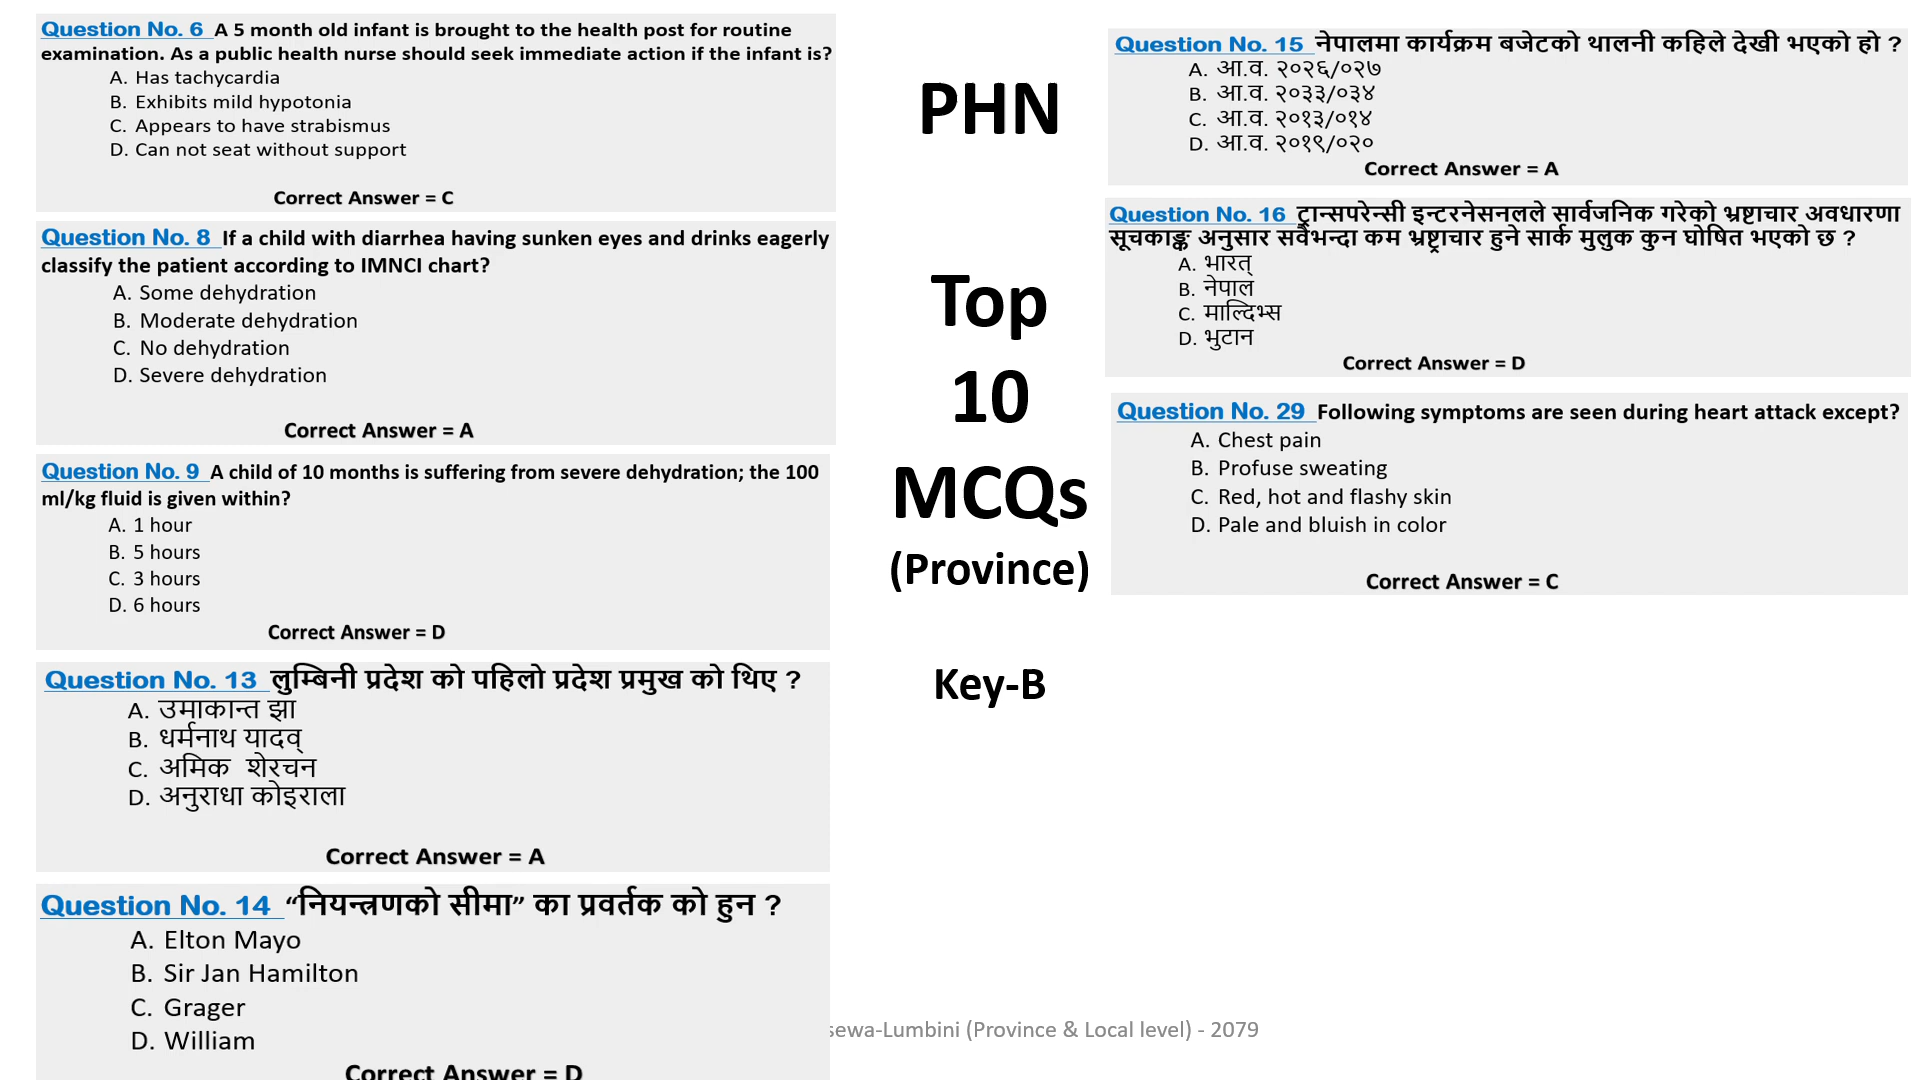 Question No. 6 A 5 month old infant is brought to the health post for routine
examination. As a public health nurse should seek immediate action if the infant is?
A. Has tachycardia
B. Exhibits mild hypotonia
C. Appears to have strabismus
D. Can not seat without support
Correct Answer = C
Question No. 8 If a child with diarrhea having sunken eyes and drinks eagerly
classify the patient according to IMNCI chart?
A. Some dehydration
B. Moderate dehydration
C. No dehydration
D. Severe dehydration
Correct Answer = A
Question No. 9 A child of 10 months is suffering from severe dehydration; the 100
ml/kg fluid is given within?
A. 1 hour
B. 5 hours
C. 3 hours
D. 6 hours
Correct Answer = D
Question No. 13 लुम्बिनी प्रदेश को पहिलो प्रदेश प्रमुख को थिए ?
A. उमाकान्त झा
B. धर्मनाथ यादव्
C. अमिक शेरचन
D. अनुराधा कोइराला
Correct Answer = A
Question No. 14 “नियन्त्रणको सीमा” का प्रवर्तक को हुन ?
A. Elton Mayo
B. Sir Jan Hamilton
C. Grager
D. William
Correct Answer = D
PHN
Top
10
MCQs
(Province)
Key-B
Question No. 15 नेपालमा कार्यक्रम बजेटको थालनी कहिले देखी भएको हो ?
A. आ.व. २०२६/०२७
B. आ.व. २०३३/०३४
C. आ.व. २०१३/०१४
D. आ.व. २०१९/०२०
Correct Answer = A
Question No. 16 ट्रान्सपरेन्सी इन्टरनेसनलले सार्वजनिक गरेको भ्रष्टाचार अवधारणा
सूचकाङ्क अनुसार सवैभन्दा कम भ्रष्ट्राचार हुने सार्क मुलुक कुन घोषित भएको छ ?
A. भारत्
B. नेपाल
C. माल्दिभ्स
D. भुटान
Correct Answer = D
Question No. 29 Following symptoms are seen during heart attack except?
A. Chest pain
B. Profuse sweating
C. Red, hot and flashy skin
D. Pale and bluish in color
Correct Answer = C
sewa-Lumbini (Province & Local level) - 2079